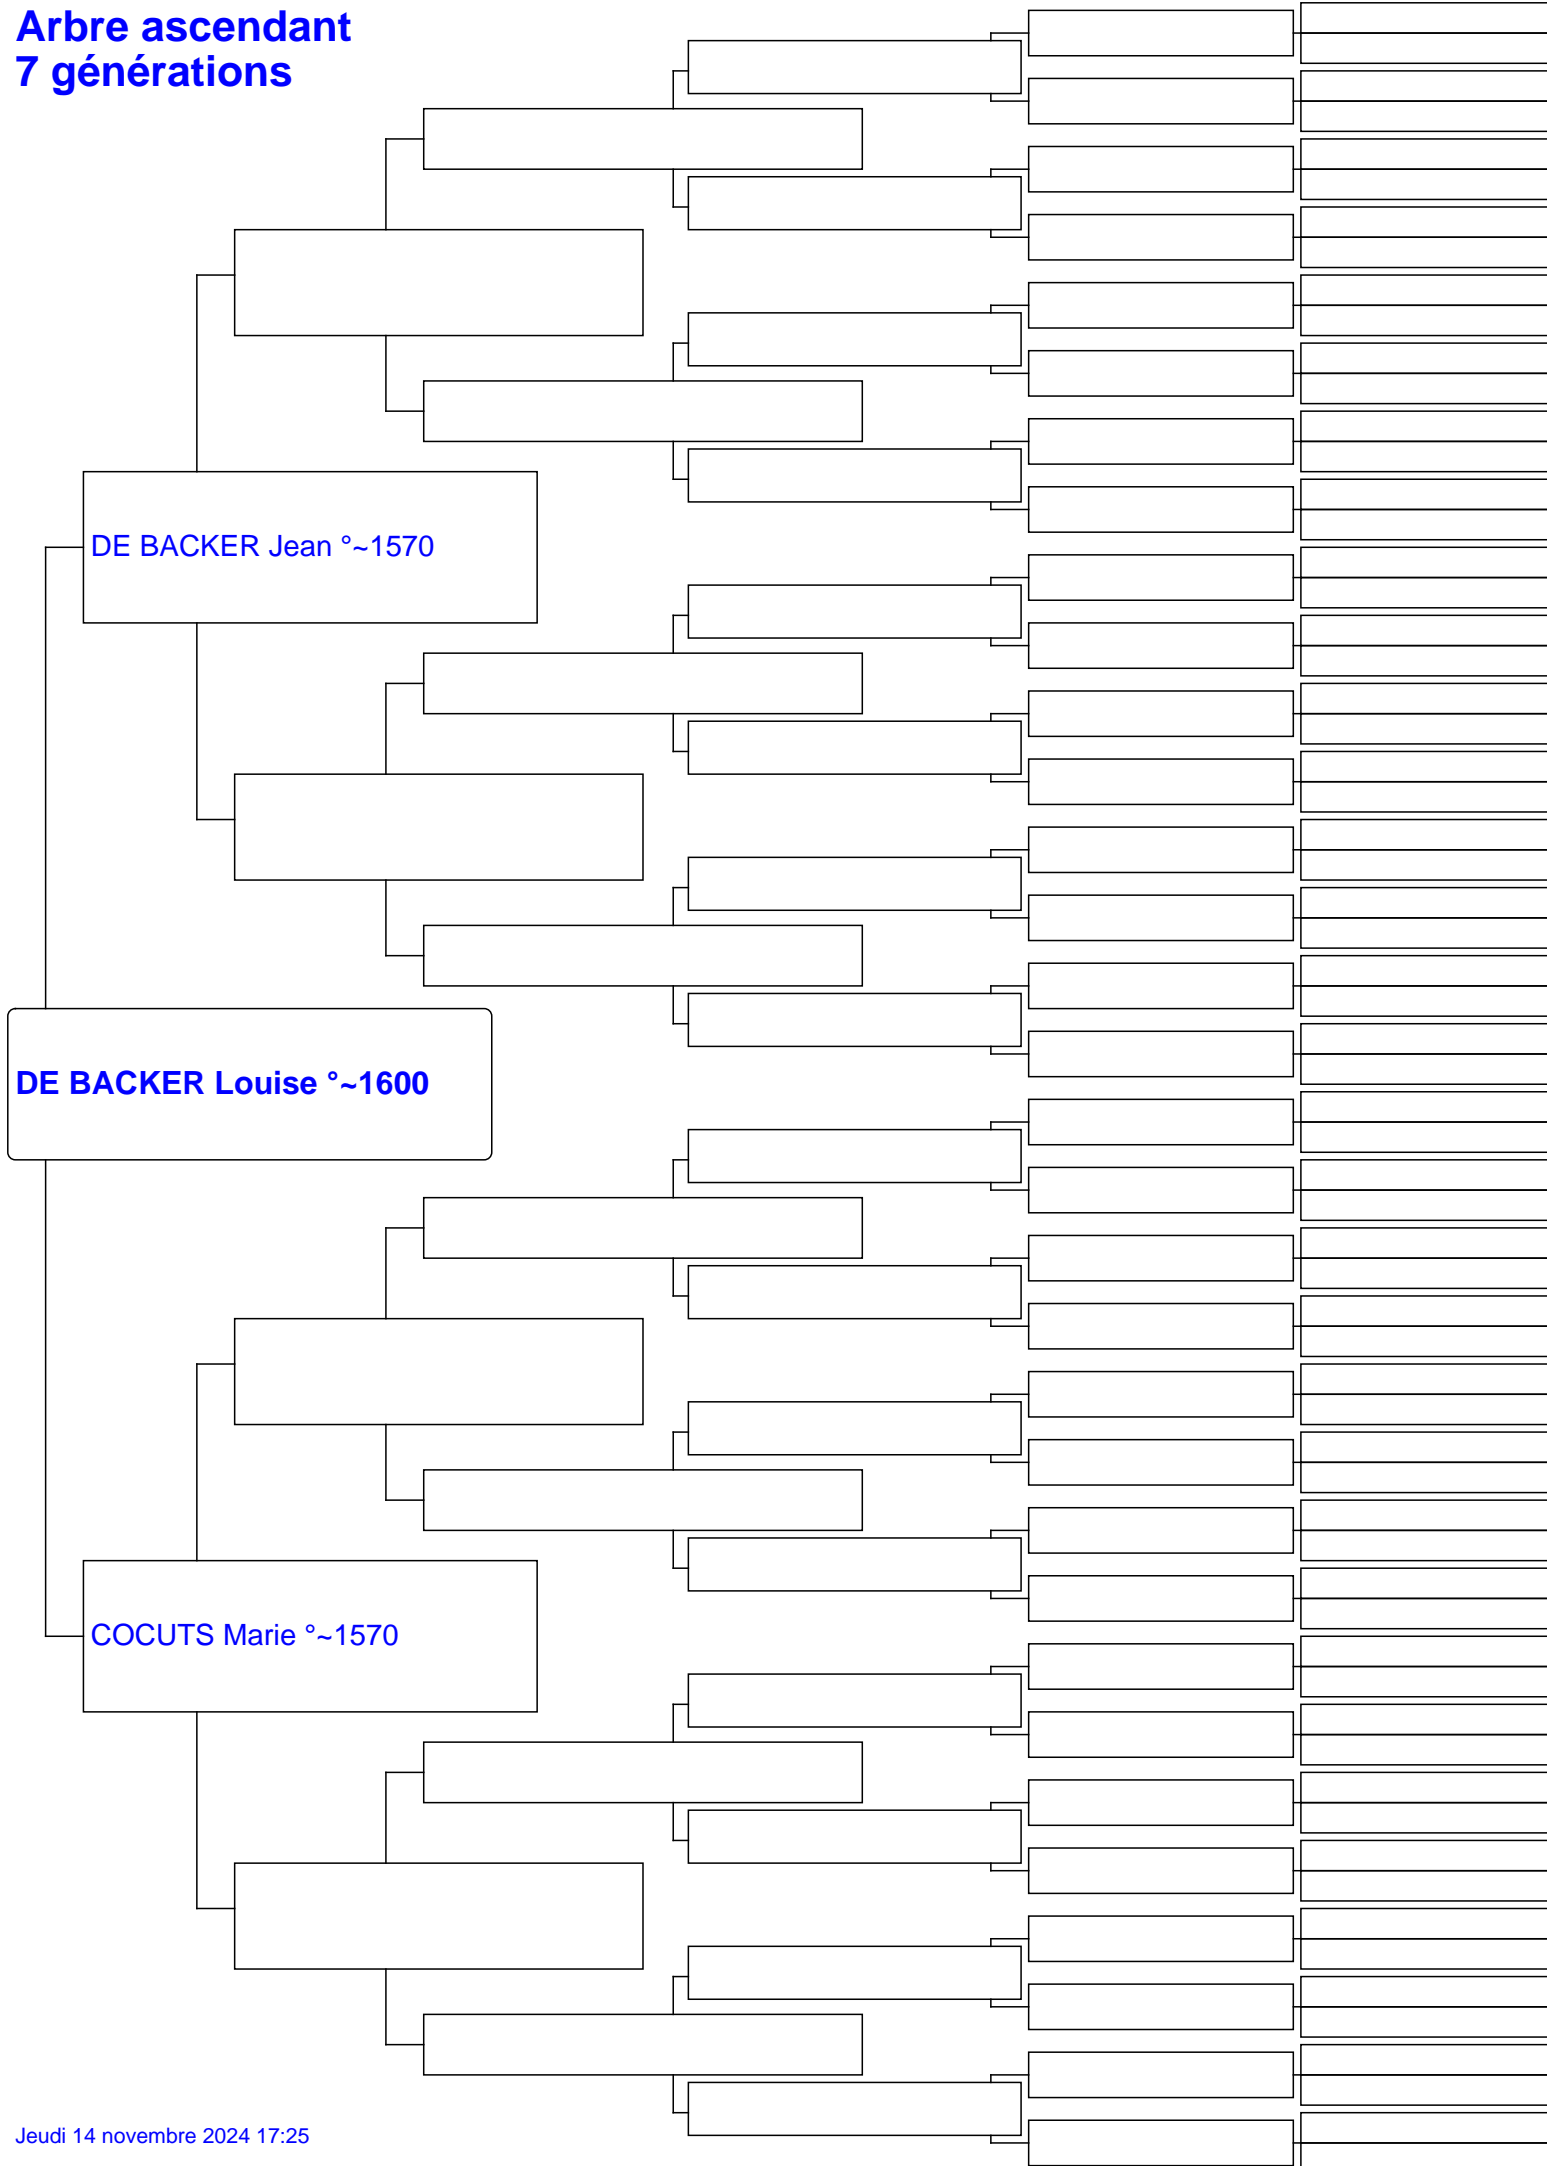 Arbre ascendant
7 générations
DE BACKER Jean °~1570
DE BACKER Louise °~1600
COCUTS Marie °~1570
Jeudi 14 novembre 2024 17:25